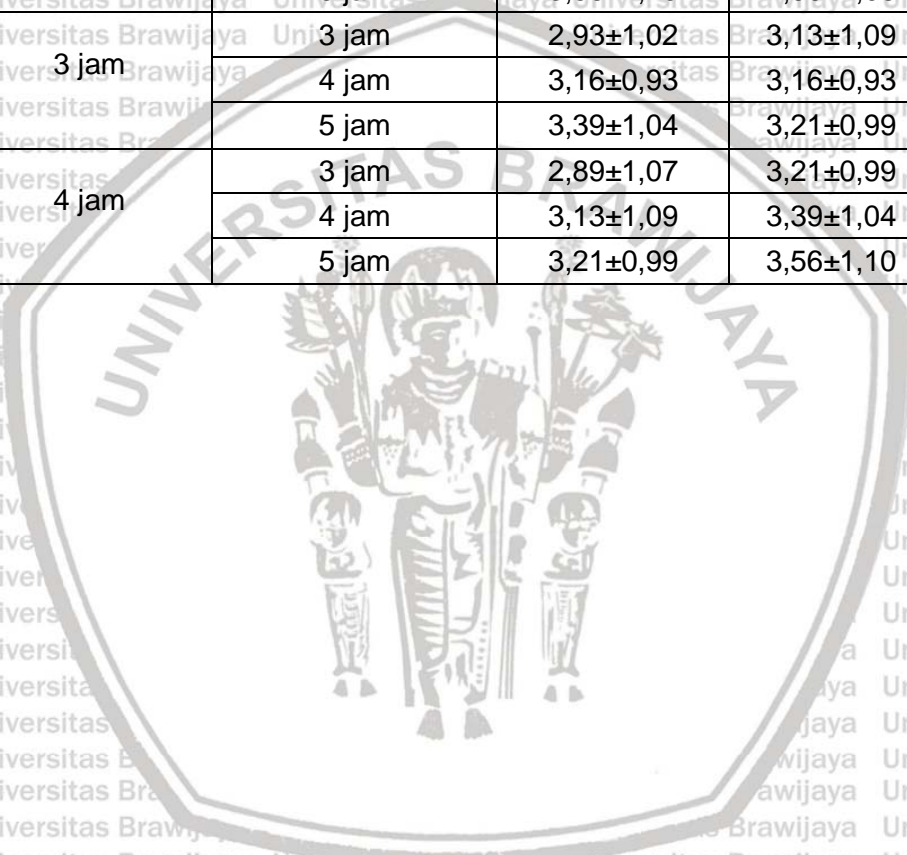 3 jam
3 jam 2,93±1,02 3,13±1,09
4 jam 3,16±0,93 3,16±0,93
5 jam 3,39±1,04 3,21±0,99
4 jam
3 jam 2,89±1,07 3,21±0,99
4 jam 3,13±1,09 3,39±1,04
5 jam 3,21±0,99 3,56±1,10
UNIVERSITAS BRAWIJAYA